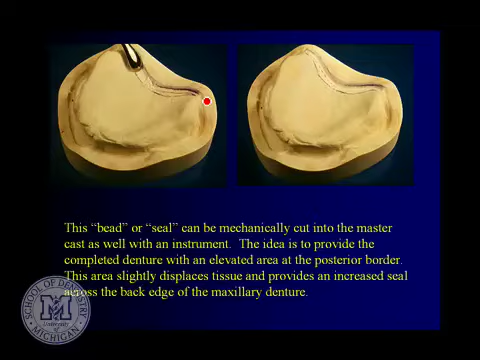 This “bead” or “seal” can be mechanically cut into the master
cast as well with an instrument.  The idea is to provide the
completed denture with an elevated area at the posterior border.
This area slightly displaces tissue and provides an increased seal
across the back edge of the maxillary denture.
SCHOOL OF DENTISTRY
University
MICHIGAN